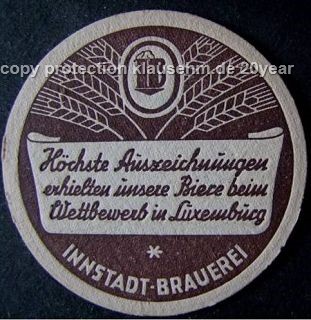 copy protection klausehm.de 20year
Höchste Auszeichnungen
erhielten unsere Biere beim
Wettbewerb in Luxemburg
*
INNSTADT-BRAUEREI